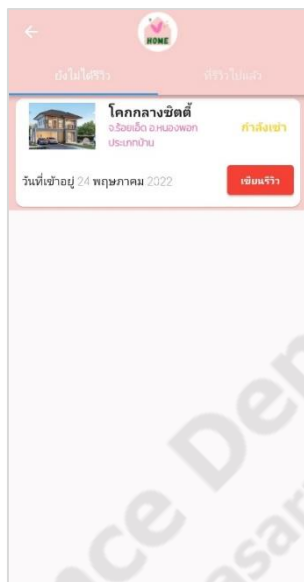 HOME
ยังไม่ได้รีวิว ที่รีวิวไปแล้ว
โคกกลางซิตตี้
จ.ร้อยเอ็ด อ.หนองพอก กำลังเช่า
ประเภทบ้าน
วันที่เข้าอยู่ 24 พฤษภาคม 2022 เขียนรีวิว